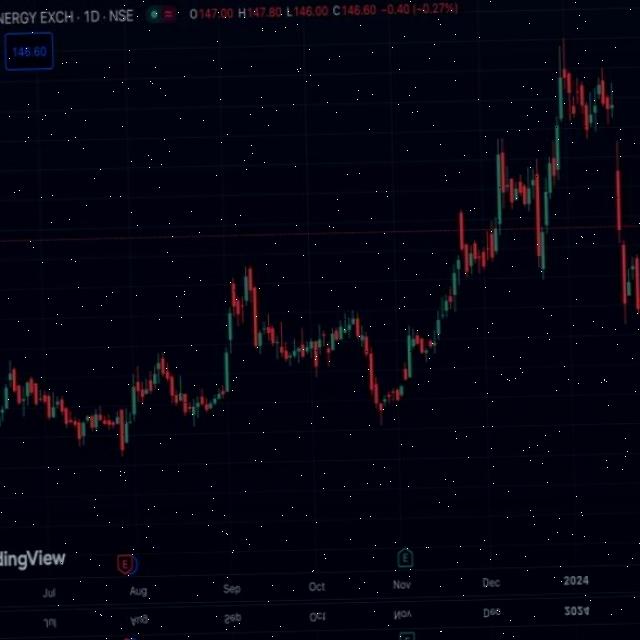 NERGY EXCH · 1D · NSE O147.00 H147.80 L146.00 C146.60 −0.40 (−0.27%)
146.60
dingView
E E
Jul Aug Sep Oct Nov Dec 2024